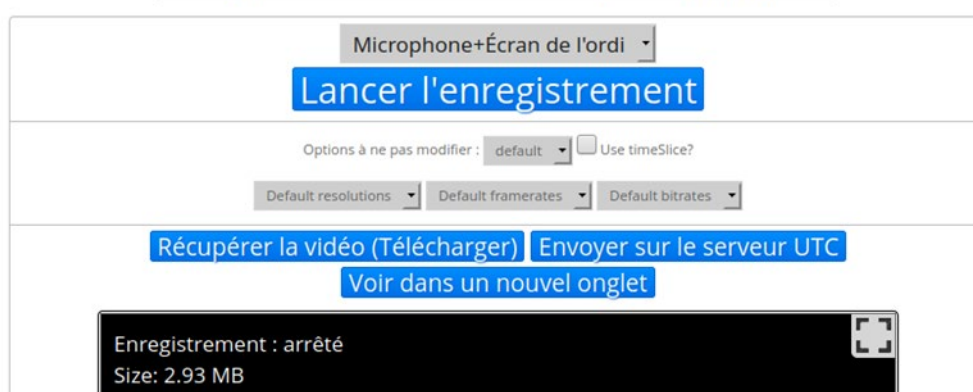 Microphone+Écran de l'ordi
Lancer l'enregistrement
Options à ne pas modifier : default Use timeSlice?
Default resolutions Default framerates Default bitrates
Récupérer la vidéo (Télécharger) Envoyer sur le serveur UTC
Voir dans un nouvel onglet
Enregistrement : arrêté
Size: 2.93 MB